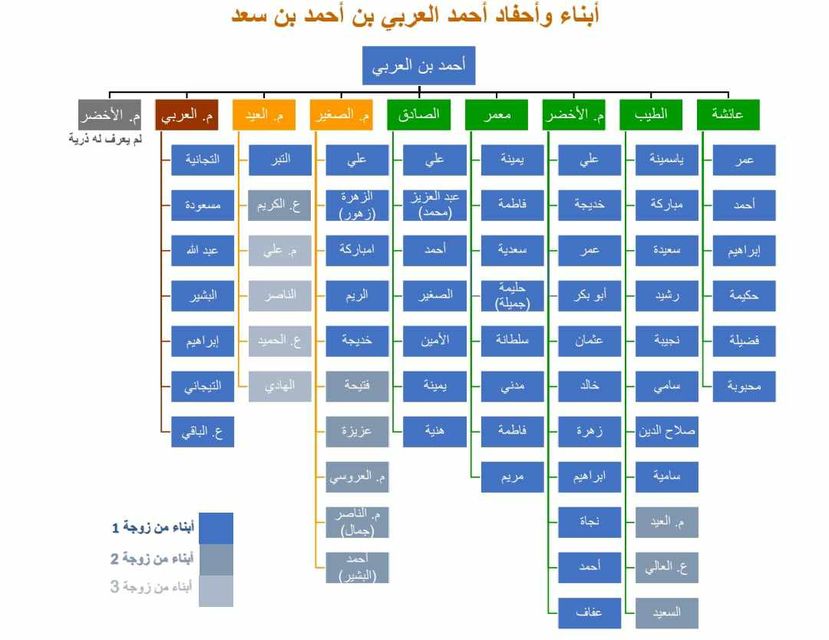 أبناء وأحفاد أحمد العربي بن أحمد بن سعد
أحمد بن العربي
عائشة
الطيب
م. الأخضر
معمر
الصادق
م. الصغير
م. العيد
م. العربي
م. الأخضر
لم يعرف له ذرية
عمر
أحمد
إبراهيم
حكيمة
فضيلة
محبوبة
ياسمينة
مباركة
سعيدة
رشيد
نجيبة
سامي
صلاح الدين
سامية
م. العيد
ع. العالي
السعيد
علي
خديجة
عمر
أبو بكر
عثمان
خالد
زهرة
ابراهيم
نجاة
أحمد
عفاف
يمينة
فاطمة
سعدية
حليمة
(جميلة)
سلطانة
مدني
فاطمة
مريم
علي
عبد العزيز
(محمد)
أحمد
الصغير
الأمين
يمينة
هنية
علي
الزهرة
(زهور)
امباركة
الريم
خديجة
فتيحة
عزيزة
م. العروسي
م. الناصر
(جمال)
أحمد
(البشير)
التبر
ع. الكريم
م. علي
الناصر
ع. الحميد
الهادي
التجانية
مسعودة
عبد الله
البشير
إبراهيم
التيجاني
ع. الباقي
أبناء من زوجة 1
أبناء من زوجة 2
أبناء من زوجة 3